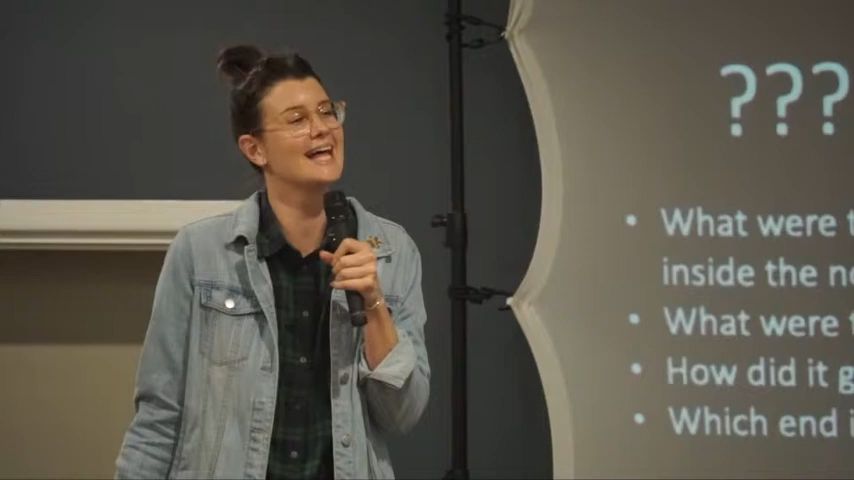 ???
• What were t
inside the n
• What were
• How did it g
• Which end i